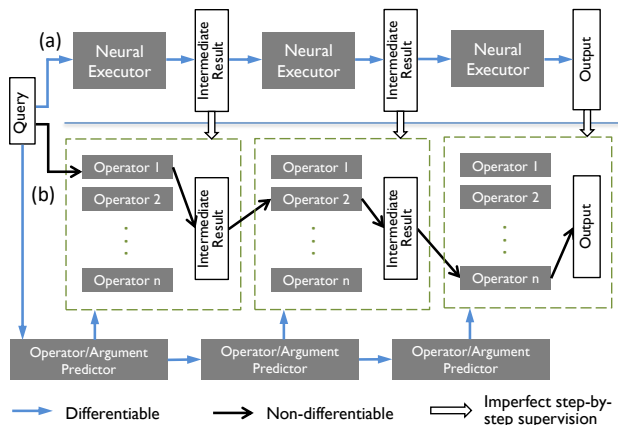 (a)
Query
Neural
Executor
Intermediate
Result
Neural
Executor
Intermediate
Result
Neural
Executor
Output
(b)
Operator 1
Operator 2
Operator n
Intermediate
Result
Operator 1
Operator 2
Operator n
Intermediate
Result
Operator 1
Operator 2
Operator n
Output
Operator/Argument
Predictor
Operator/Argument
Predictor
Operator/Argument
Predictor
Differentiable
Non-differentiable
Imperfect step-by-
step supervision